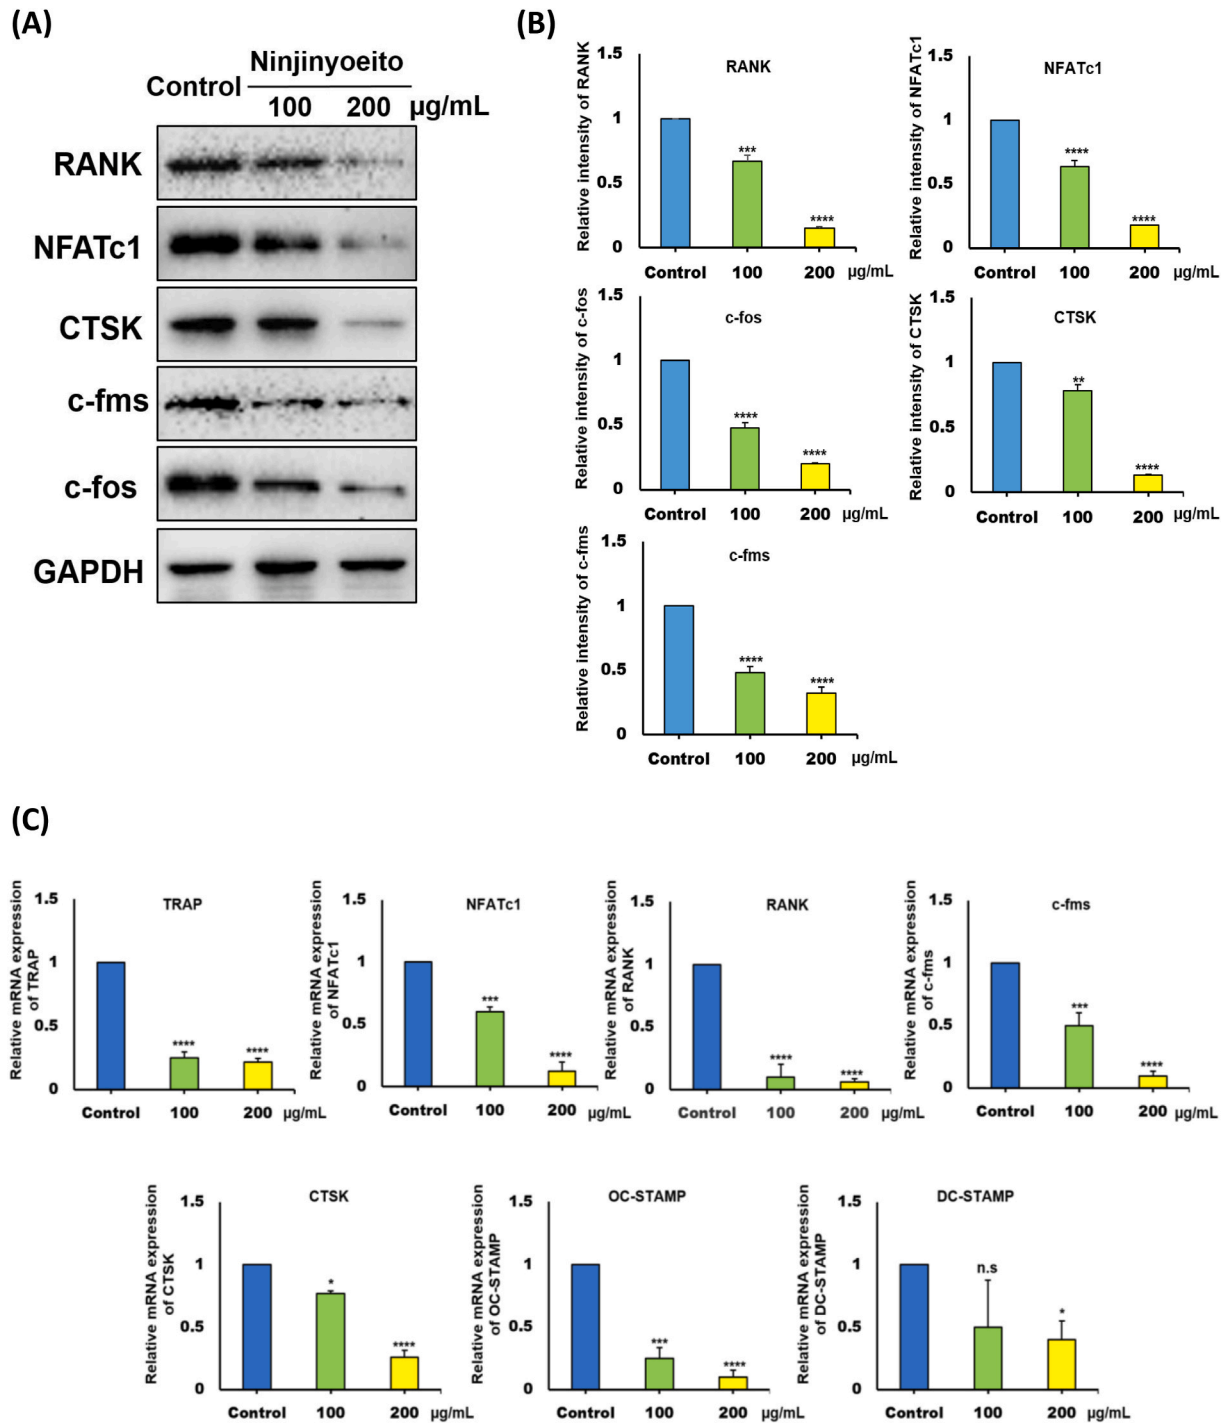 (A)
Ninjinyoeito
Control
100 200 µg/mL
RANK
NFATc1
CTSK
c-fms
c-fos
GAPDH
(B)
RANK
Relative intensity of RANK
1.5
1
0.5
0
***
****
Control 100 200 µg/mL
NFATc1
Relative intensity of NFATc1
1.5
1
0.5
0
****
****
Control 100 200 µg/mL
c-fos
Relative intensity of c-fos
1.5
1
0.5
0
****
****
Control 100 200 µg/mL
CTSK
Relative intensity of CTSK
1.5
1
0.5
0
**
****
Control 100 200 µg/mL
c-fms
Relative intensity of c-fms
1.5
1
0.5
0
****
****
Control 100 200 µg/mL
(C)
TRAP
Relative mRNA expression
of TRAP
1.5
1
0.5
0
****
****
Control 100 200 µg/mL
NFATc1
Relative mRNA expression
of NFATc1
1.5
1
0.5
0
***
****
Control 100 200 µg/mL
RANK
Relative mRNA expression
of RANK
1.5
1
0.5
0
****
****
Control 100 200 µg/mL
c-fms
Relative mRNA expression
of c-fms
1.5
1
0.5
0
***
****
Control 100 200 µg/mL
CTSK
Relative mRNA expression
of CTSK
1.5
1
0.5
0
*
****
Control 100 200 µg/mL
OC-STAMP
Relative mRNA expression
of OC-STAMP
1.5
1
0.5
0
***
****
Control 100 200 µg/mL
DC-STAMP
Relative mRNA expression
of DC-STAMP
1.5
1
0.5
0
n.s
*
Control 100 200 µg/mL